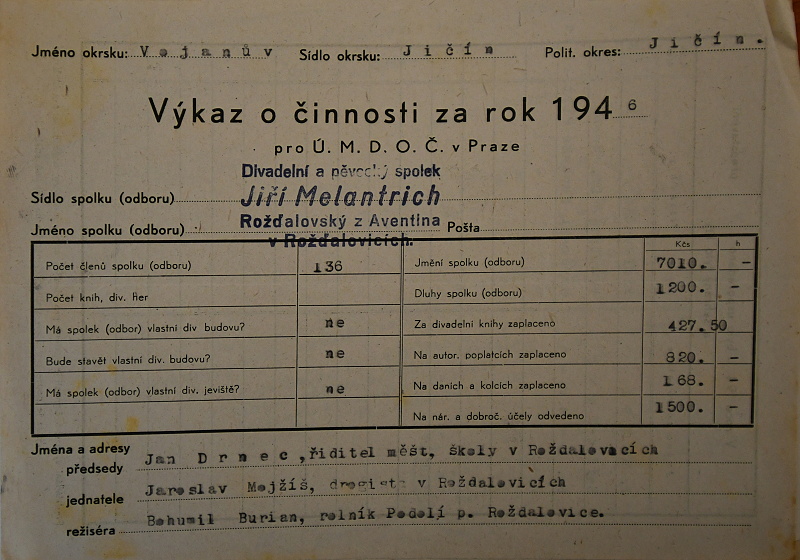 Jméno okrsku: Vojanův Sídlo okrsku: Jičín Polit. okres: Jičín.
Výkaz o činnosti za rok 1946
pro Ú. M. D. O. Č. v Praze
Divadelní a pěvecký spolek
Sídlo spolku (odboru) Jiří Melantrich
Rožďalovský z Aventina
Jméno spolku (odboru) Pošta
v Rožďalovicích.
Kčs h
Počet členů spolku (odboru) 136 Jmění spolku (odboru) 7010. —
Počet knih, div. her Dluhy spolku (odboru) 1200. —
Má spolek (odbor) vlastní div budovu? ne Za divadelní knihy zaplaceno 427.50
Bude stavět vlastní div. budovu? ne Na autor. poplatcích zaplaceno 820. —
Má spolek (odbor) vlastní div. jeviště? ne Na daních a kolcích zaplaceno 168. —
Na nár. a dobroč. účely odvedeno 1500. —
Jména a adresy
předsedy Jan Drnec, řiditel měšt, školy v Rožďalovicích
jednatele Jaroslav Mojžíš, drogista v Rožďalovicích
režiséra Bohumil Burian, rolník Podolí p. Rožďalovice.